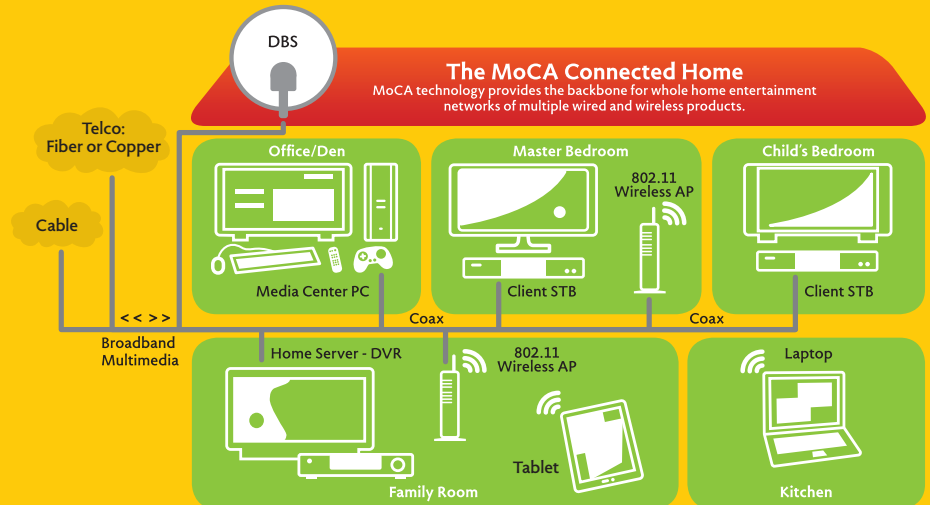 DBS
The MoCA Connected Home
MoCA technology provides the backbone for whole home entertainment
networks of multiple wired and wireless products.
Telco:
Fiber or Copper
Cable
Office/Den
Media Center PC
Master Bedroom
802.11
Wireless AP
Client STB
Child's Bedroom
Client STB
<< >>
Broadband
Multimedia
Coax
Coax
Home Server - DVR
802.11
Wireless AP
Tablet
Family Room
Laptop
Kitchen